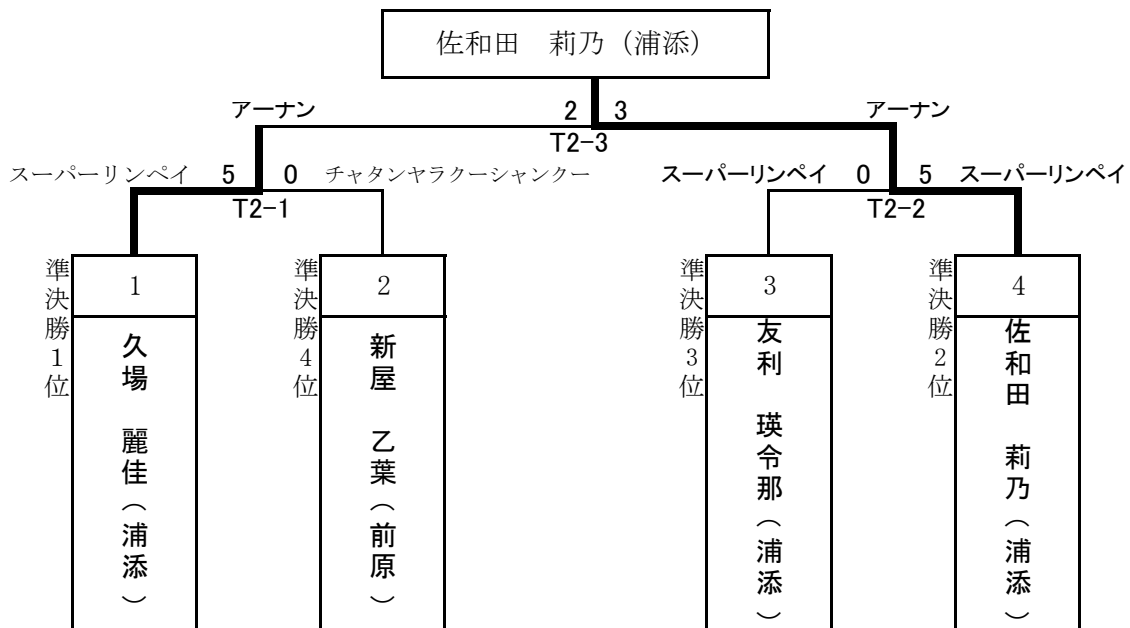 佐和田　莉乃（浦添）
アーナン
2 3
アーナン
T2-3
スーパーリンペイ 5 0 チャタンヤラクーシャンクー
スーパーリンペイ 0 5 スーパーリンペイ
T2-1
T2-2
準決勝1位
1
久場　麗佳（浦添）
準決勝4位
2
新屋　乙葉（前原）
準決勝3位
3
友利　瑛令那（浦添）
準決勝2位
4
佐和田　莉乃（浦添）